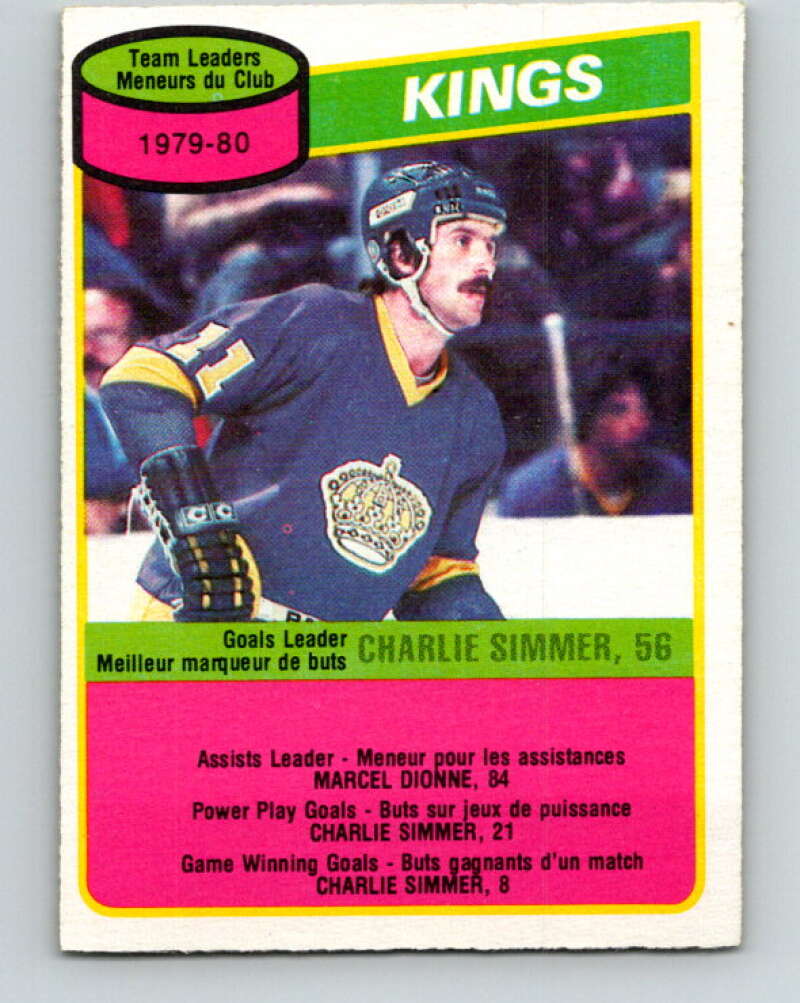 Team Leaders
Meneurs du Club
1979-80
KINGS
11
Goals Leader
Meilleur marqueur de buts
CHARLIE SIMMER, 56
Assists Leader - Meneur pour les assistances
MARCEL DIONNE, 84
Power Play Goals - Buts sur jeux de puissance
CHARLIE SIMMER, 21
Game Winning Goals - Buts gagnants d'un match
CHARLIE SIMMER, 8